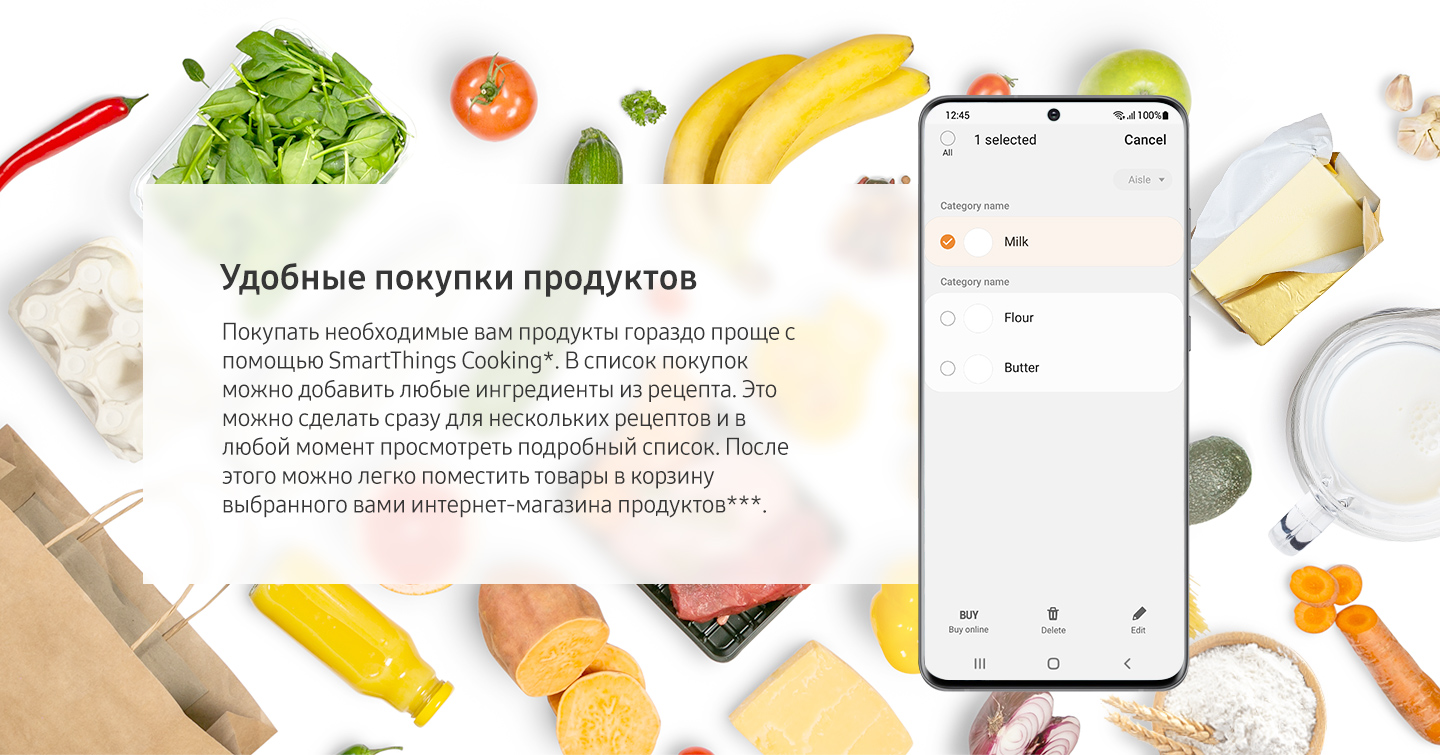 Удобные покупки продуктов
Покупать необходимые вам продукты гораздо проще с
помощью SmartThings Cooking*. В список покупок
можно добавить любые ингредиенты из рецепта. Это
можно сделать сразу для нескольких рецептов и в
любой момент просмотреть подробный список. После
этого можно легко поместить товары в корзину
выбранного вами интернет-магазина продуктов***.
12:45 100%
All 1 selected Cancel
Aisle
Category name
Milk
Category name
Flour
Butter
BUY
Buy online Delete Edit